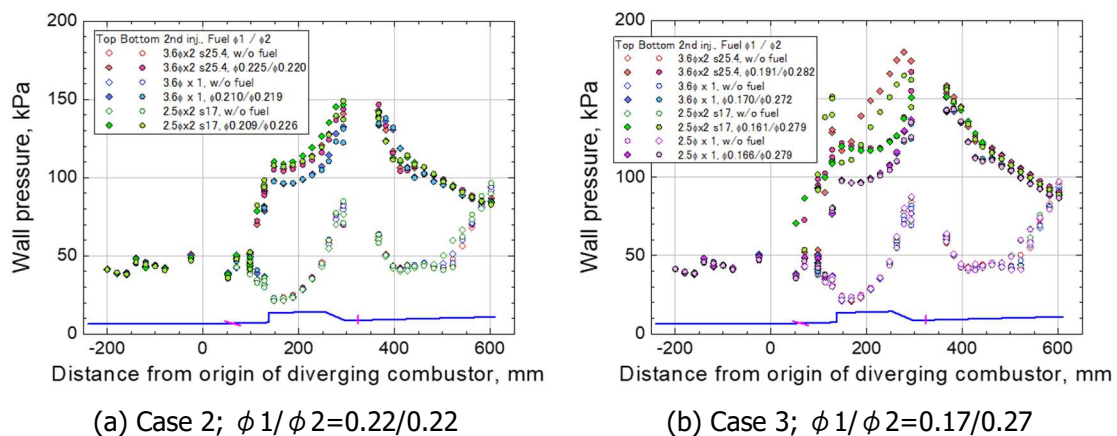 200
150
100
50
0
Wall pressure, kPa
Top Bottom 2nd inj., Fuel ϕ1 / ϕ2
3.6ϕx2 s25.4, w/o fuel
3.6ϕx2 s25.4, ϕ0.225/ϕ0.220
3.6ϕ x 1, w/o fuel
3.6ϕ x 1, ϕ0.210/ϕ0.219
2.5ϕx2 s17, w/o fuel
2.5ϕx2 s17, ϕ0.209/ϕ0.226
-200 0 200 400 600
Distance from origin of diverging combustor, mm
(a) Case 2; ϕ1/ϕ2=0.22/0.22
200
150
100
50
0
Wall pressure, kPa
Top Bottom 2nd inj., Fuel ϕ1 / ϕ2
3.6ϕx2 s25.4, w/o fuel
3.6ϕx2 s25.4, ϕ0.191/ϕ0.282
3.6ϕ x 1, w/o fuel
3.6ϕ x 1, ϕ0.170/ϕ0.272
2.5ϕx2 s17, w/o fuel
2.5ϕx2 s17, ϕ0.161/ϕ0.279
2.5ϕ x 1, w/o fuel
2.5ϕ x 1, ϕ0.166/ϕ0.279
-200 0 200 400 600
Distance from origin of diverging combustor, mm
(b) Case 3; ϕ1/ϕ2=0.17/0.27